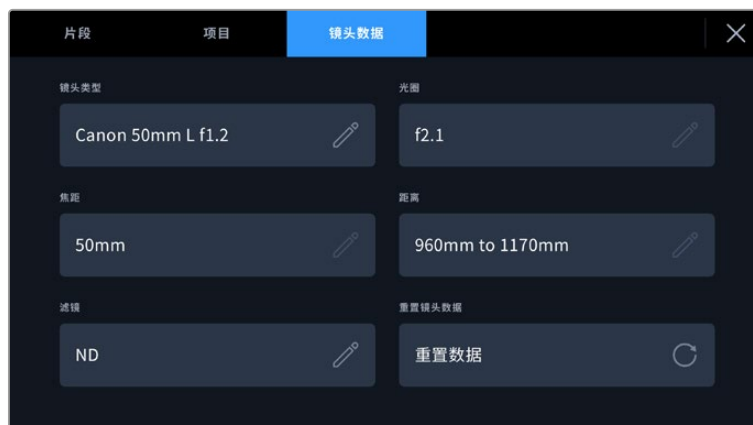 片段 项目 镜头数据
镜头类型 光圈
Canon 50mm L f1.2 f2.1
焦距 距离
50mm 960mm to 1170mm
滤镜 重置镜头数据
ND 重置数据